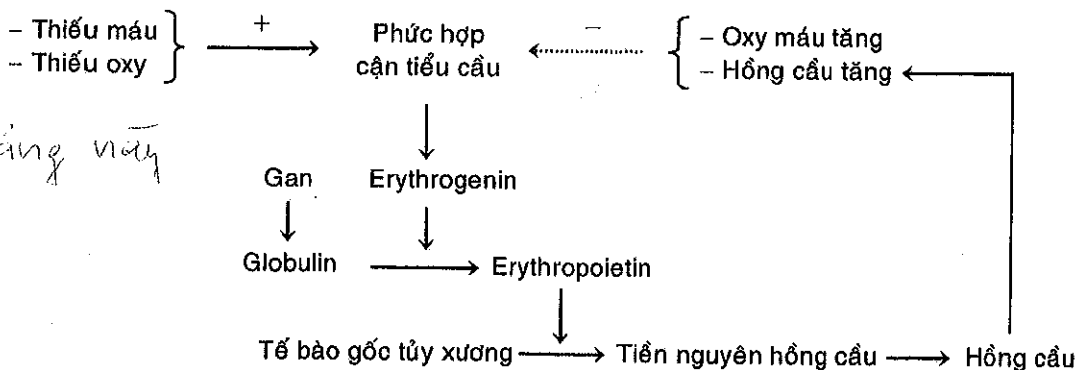 – Thiếu máu
– Thiếu oxy
+
Phức hợp
cận tiểu cầu
–
– Oxy máu tăng
– Hồng cầu tăng
này
Gan Erythrogenin
Globulin Erythropoietin
Tế bào gốc tủy xương Tiền nguyên hồng cầu Hồng cầu